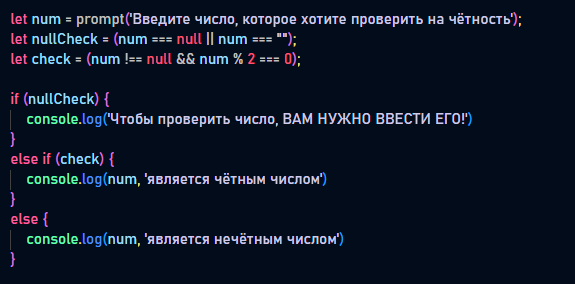 let num = prompt('Введите число, которое хотите проверить на чётность');
let nullCheck = (num === null || num === "");
let check = (num !== null && num % 2 === 0);
if (nullCheck) {
console.log('Чтобы проверить число, ВАМ НУЖНО ВВЕСТИ ЕГО!')
}
else if (check) {
console.log(num, 'является чётным числом')
}
else {
console.log(num, 'является нечётным числом')
}